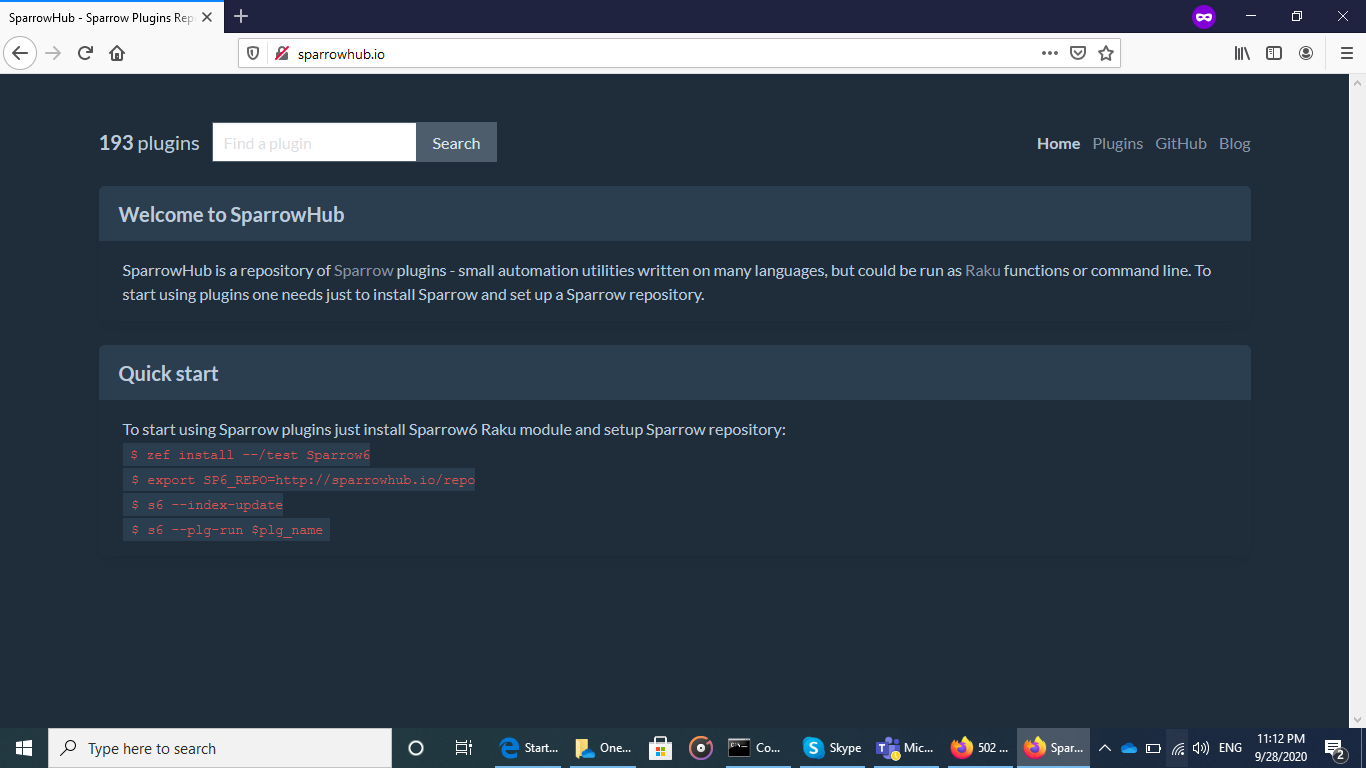 SparrowHub - Sparrow Plugins Rep
sparrowhub.io
193 plugins
Find a plugin
Search
Home Plugins GitHub Blog
Welcome to SparrowHub
SparrowHub is a repository of Sparrow plugins - small automation utilities written on many languages, but could be run as Raku functions or command line. To
start using plugins one needs just to install Sparrow and set up a Sparrow repository.
Quick start
To start using Sparrow plugins just install Sparrow6 Raku module and setup Sparrow repository:
$ zef install --/test Sparrow6
$ export SP6_REPO=http://sparrowhub.io/repo
$ s6 --index-update
$ s6 --plg-run $plg_name
Type here to search
Start...
One...
Co...
Skype
Mic...
502 ...
Spar...
ENG
11:12 PM
9/28/2020
2